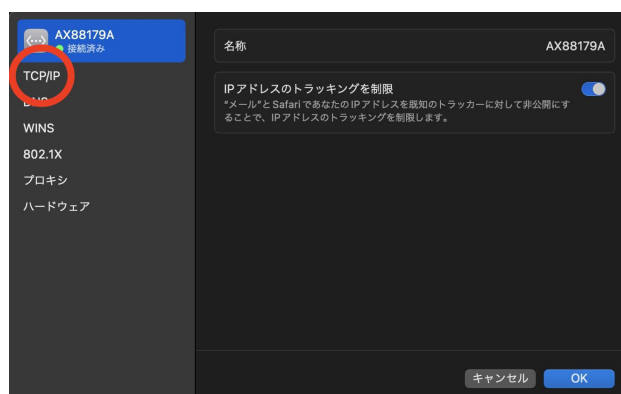 AX88179A
接続済み
TCP/IP
DNS
WINS
802.1X
プロキシ
ハードウェア
名称
AX88179A
IPアドレスのトラッキングを制限
“メール”とSafariであなたのIPアドレスを既知のトラッカーに対して非公開にす
ることで、IPアドレスのトラッキングを制限します。
キャンセル
OK